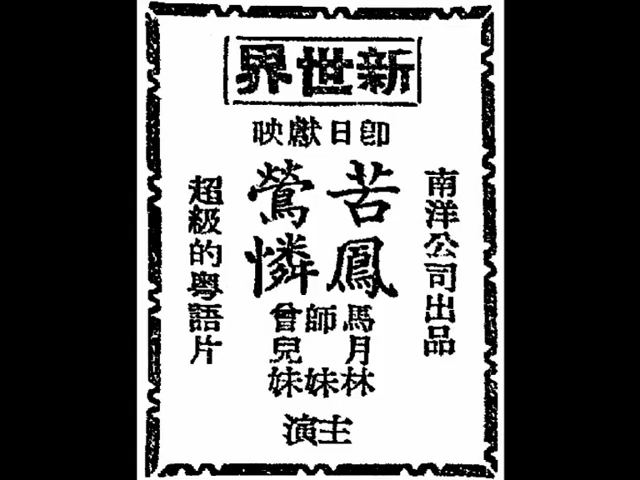 新世界
即日獻映
南洋公司出品
苦鳳
鶯憐
馬師曾
月兒
林妹妹
主演
超級的粵語片